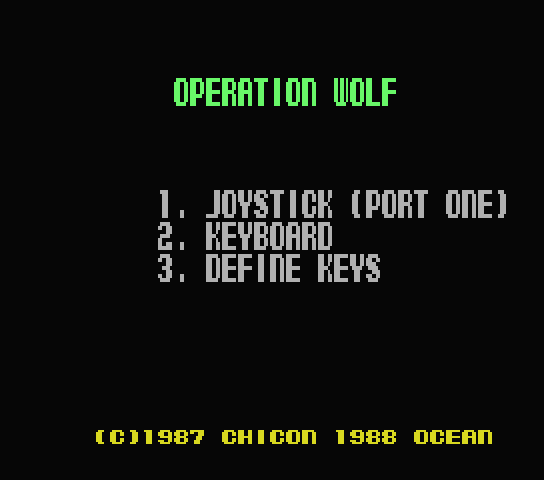 OPERATION WOLF
1. JOYSTICK (PORT ONE)
2. KEYBOARD
3. DEFINE KEYS
(C)1987 CHICON 1988 OCEAN